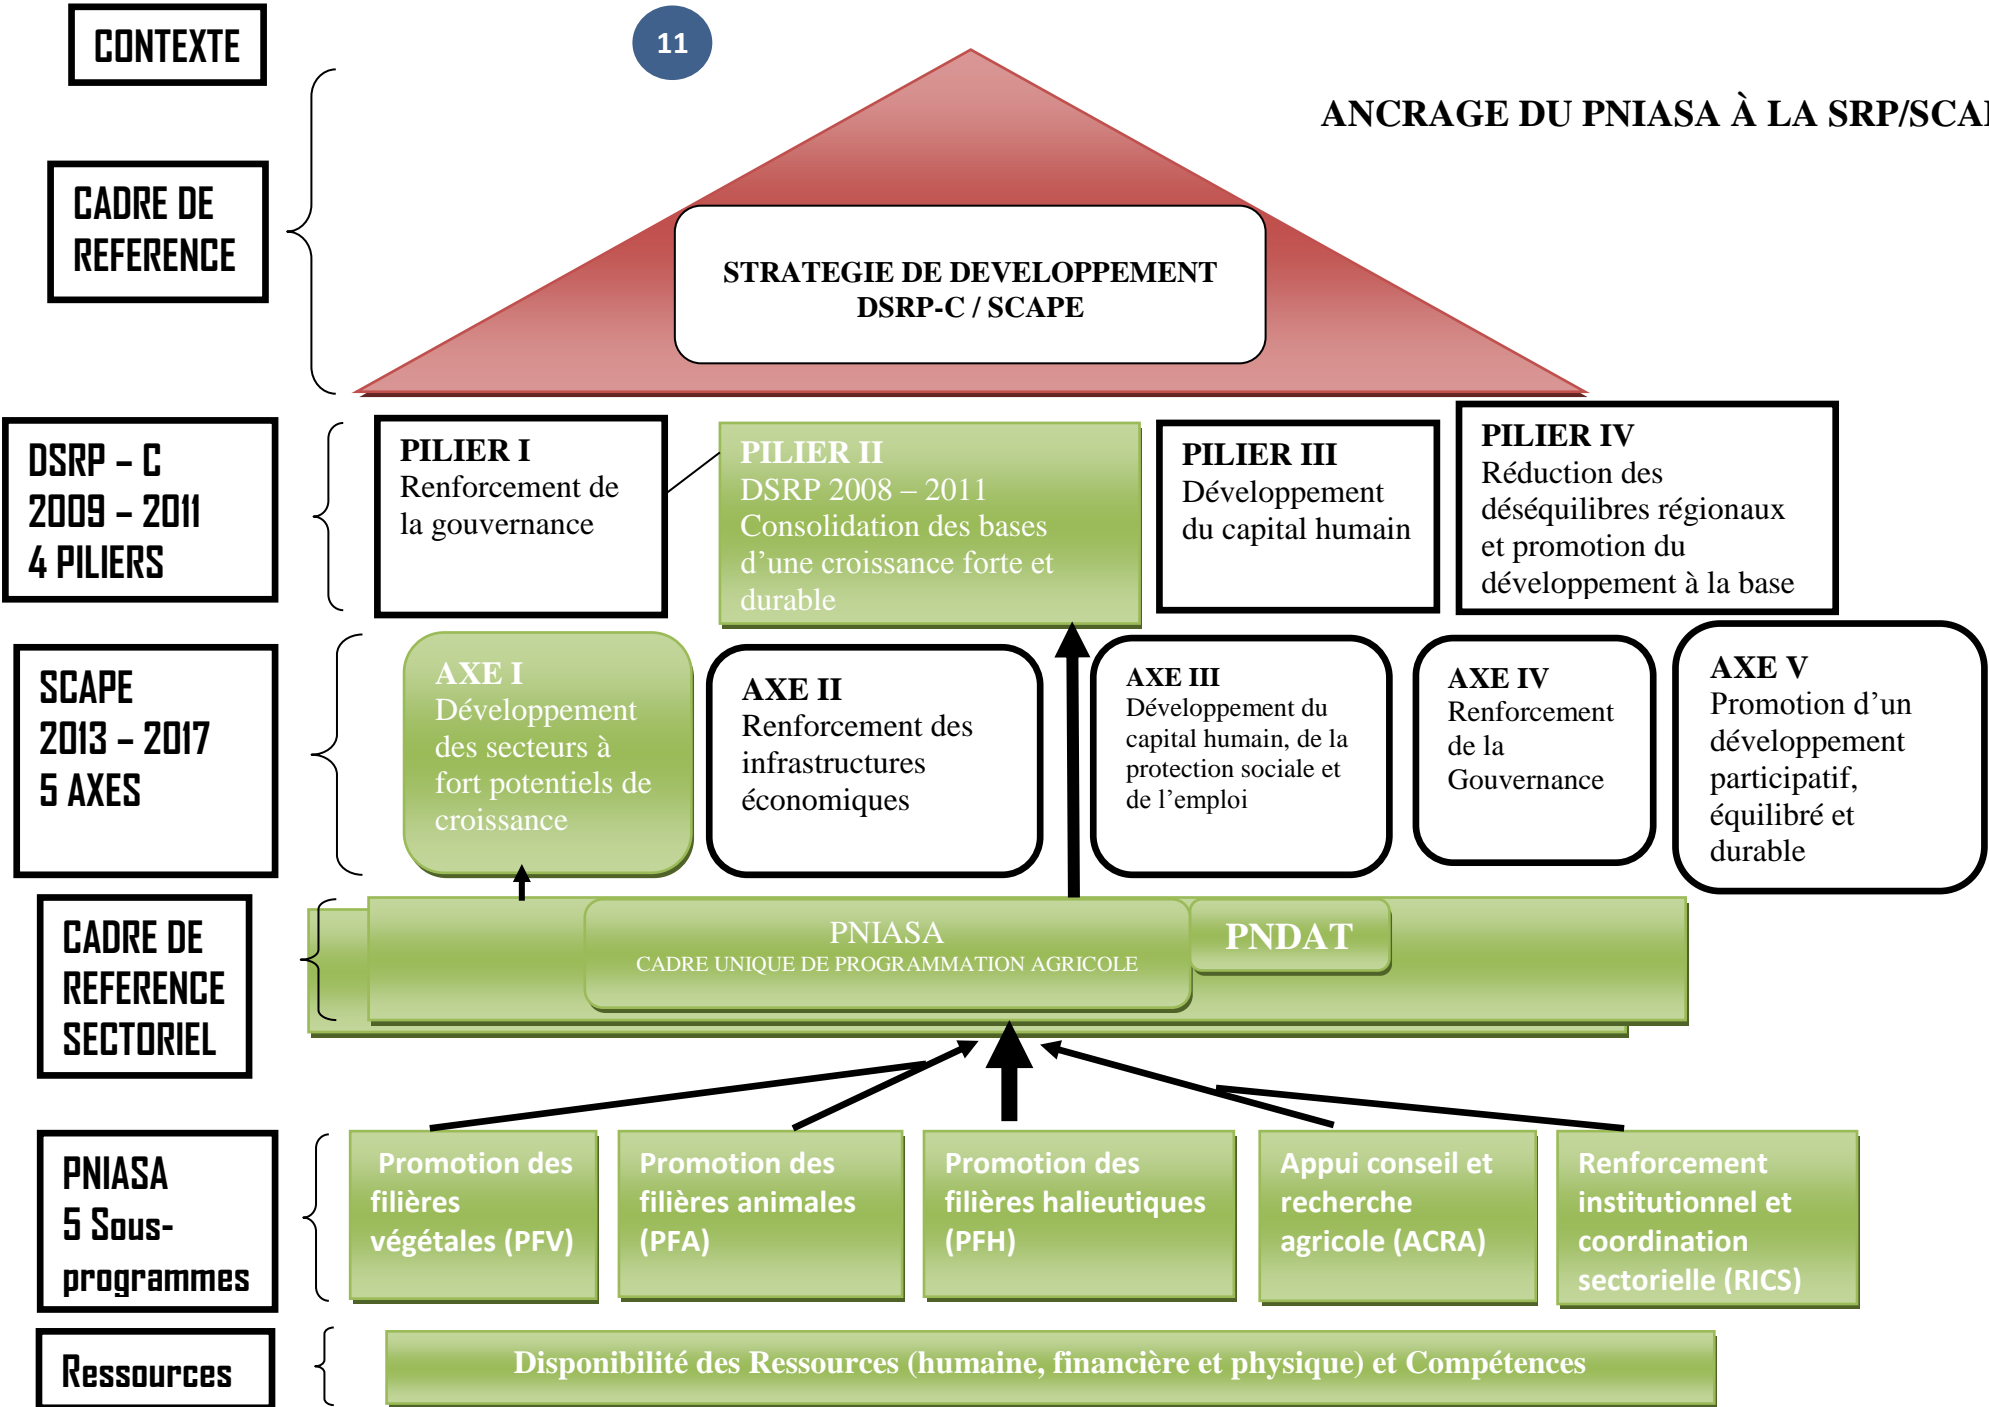 CONTEXTE
11
ANCRAGE DU PNIASA À LA SRP/SCAP
CADRE DE
REFERENCE
STRATEGIE DE DEVELOPPEMENT
DSRP-C / SCAPE
DSRP – C
2009 – 2011
4 PILIERS
PILIER I
Renforcement de
la gouvernance
PILIER II
DSRP 2008 – 2011
Consolidation des bases
d’une croissance forte et
durable
PILIER III
Développement
du capital humain
PILIER IV
Réduction des
déséquilibres régionaux
et promotion du
développement à la base
SCAPE
2013 – 2017
5 AXES
AXE I
Développement
des secteurs à
fort potentiels de
croissance
AXE II
Renforcement des
infrastructures
économiques
AXE III
Développement du
capital humain, de la
protection sociale et
de l’emploi
AXE IV
Renforcement
de la
Gouvernance
AXE V
Promotion d’un
développement
participatif,
équilibré et
durable
CADRE DE
REFERENCE
SECTORIEL
PNIASA
CADRE UNIQUE DE PROGRAMMATION AGRICOLE
PNDAT
PNIASA
5 Sous-
programmes
Promotion des
filières
végétales (PFV)
Promotion des
filières animales
(PFA)
Promotion des
filières halieutiques
(PFH)
Appui conseil et
recherche
agricole (ACRA)
Renforcement
institutionnel et
coordination
sectorielle (RICS)
Ressources
Disponibilité des Ressources (humaine, financière et physique) et Compétences